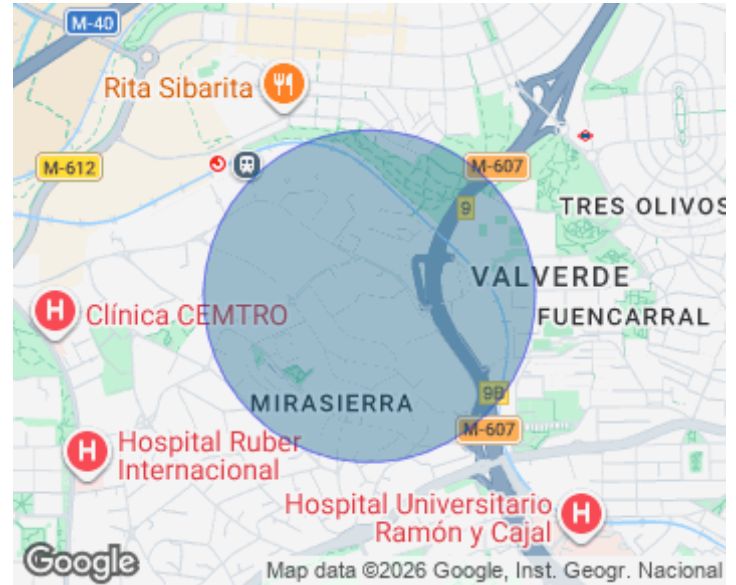 M-40
Rita Sibarita
M-612
M-607
9
TRES OLIVOS
VALVERDE
Clínica CEMTRO
FUENCARRAL
MIRASIERRA
9B
M-607
Hospital Ruber
Internacional
Hospital Universitario
Ramón y Cajal
Google
Map data ©2026 Google, Inst. Geogr. Nacional